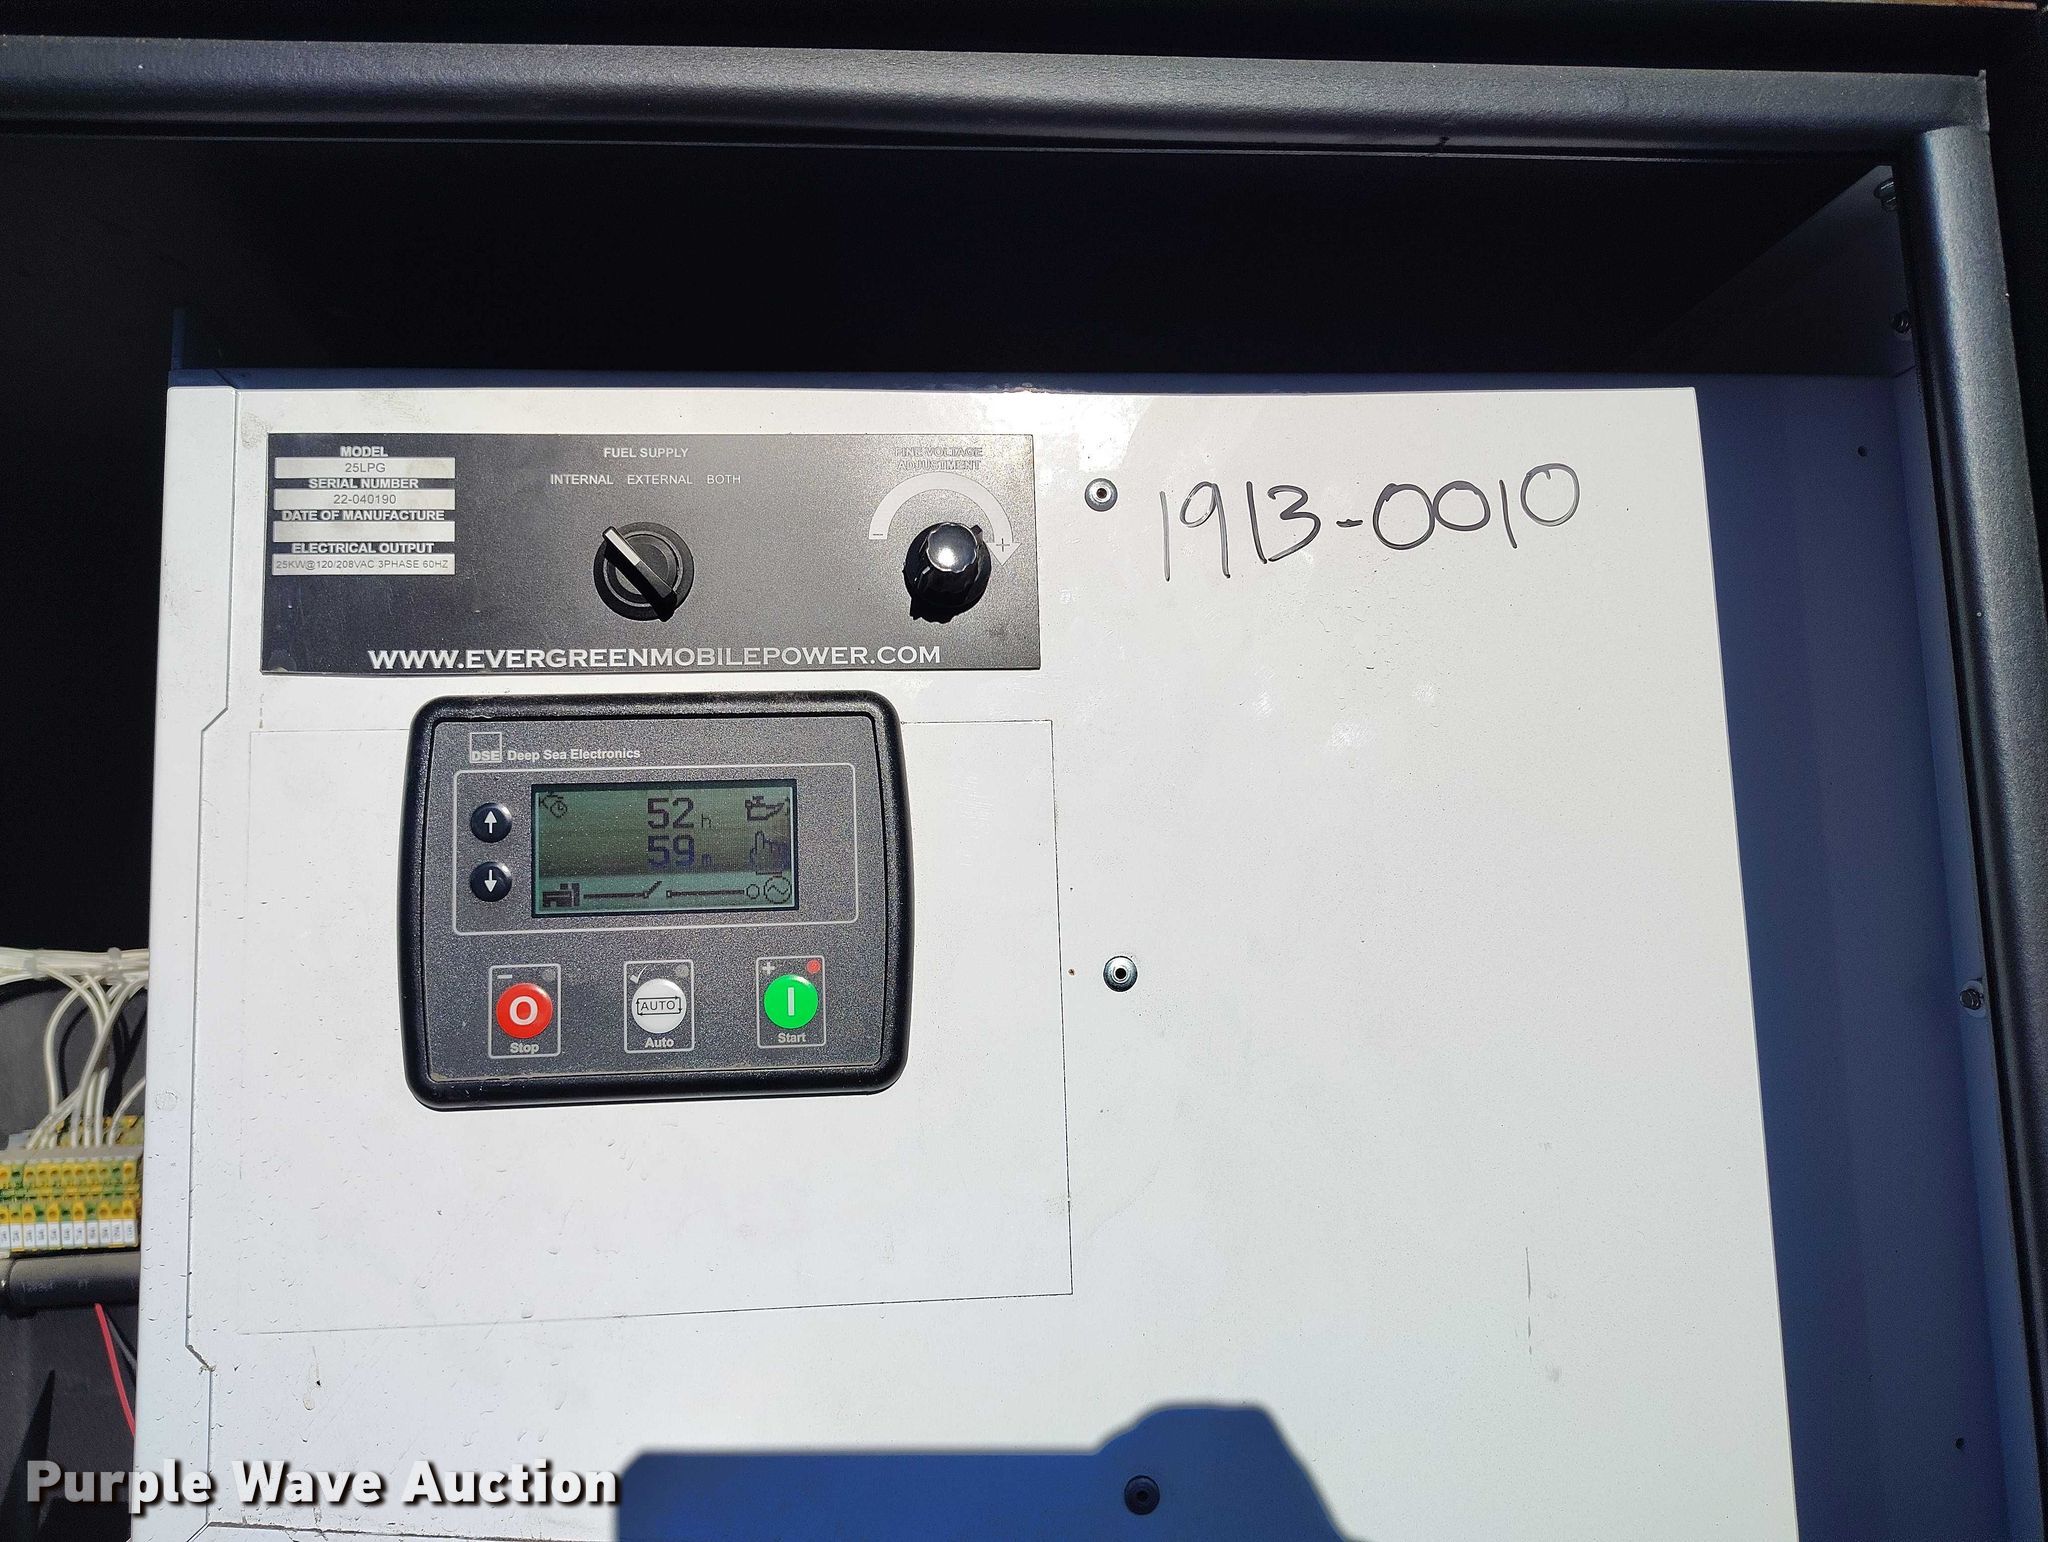 MODEL
25LPG
SERIAL NUMBER
22-040190
DATE OF MANUFACTURE
ELECTRICAL OUTPUT
25KW@120/208VAC 3PHASE 60HZ
FUEL SUPPLY
INTERNAL EXTERNAL BOTH
FINE VOLTAGE
ADJUSTMENT
- +
WWW.EVERGREENMOBILEPOWER.COM
1913-0010
DSE Deep Sea Electronics
52 h
59 m
O
Stop
AUTO
Auto
I
Start
Purple Wave Auction